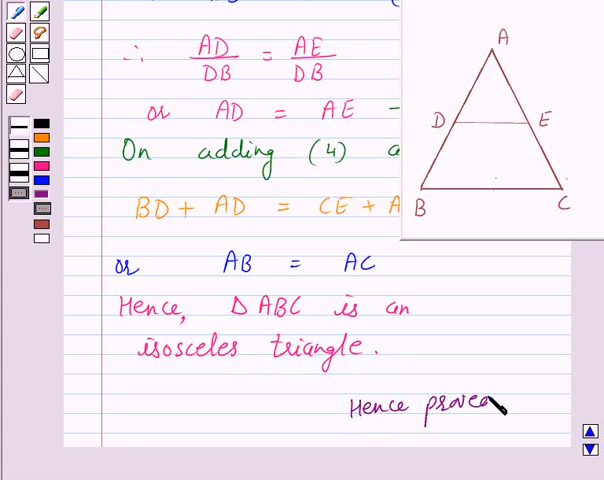 ∴ AD/DB = AE/DB
or AD = AE –
On adding (4) a
BD + AD = CE + A
or AB = AC
Hence, Δ ABC is an
isosceles triangle.
Hence prove
A
D E
B C